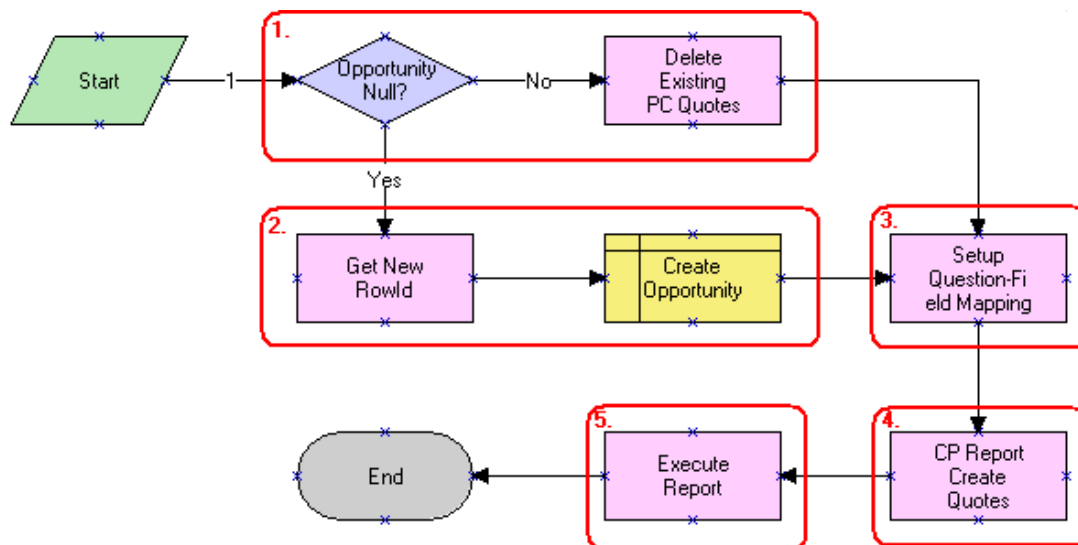 1.
Start
1
Opportunity
Null?
No
Delete
Existing
PC Quotes
Yes
2.
Get New
RowId
Create
Opportunity
3.
Setup
Question-Fi
eld Mapping
End
5.
Execute
Report
4.
CP Report
Create
Quotes